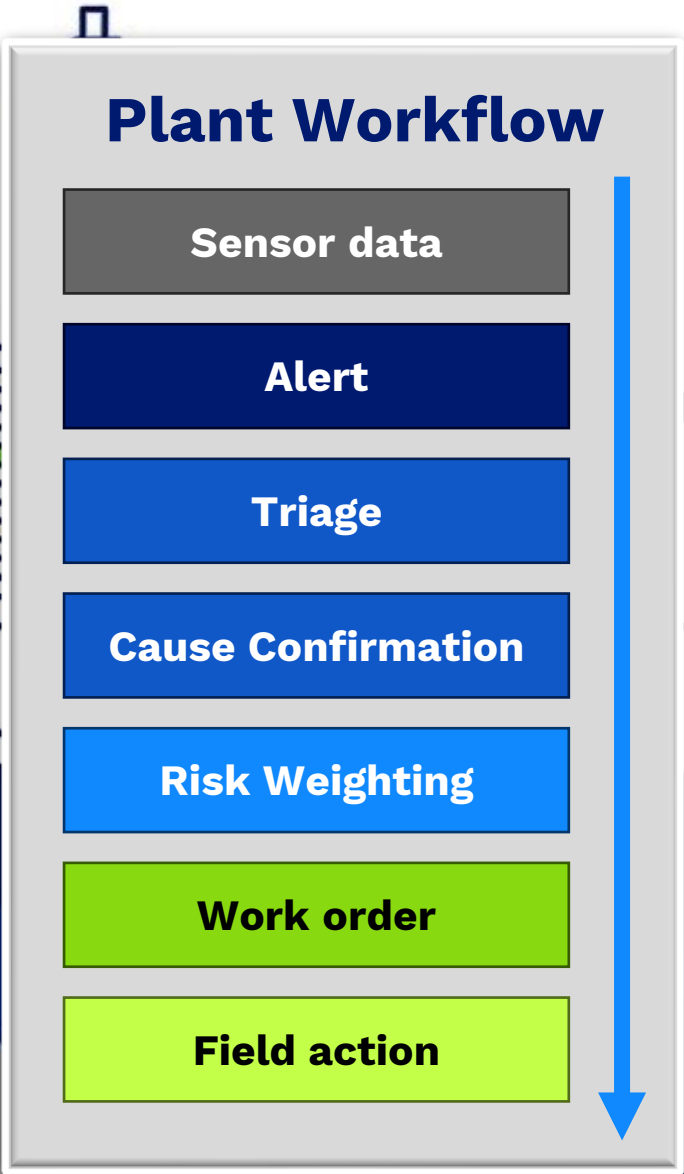 Plant Workflow
Sensor data
Alert
Triage
Cause Confirmation
Risk Weighting
Work order
Field action